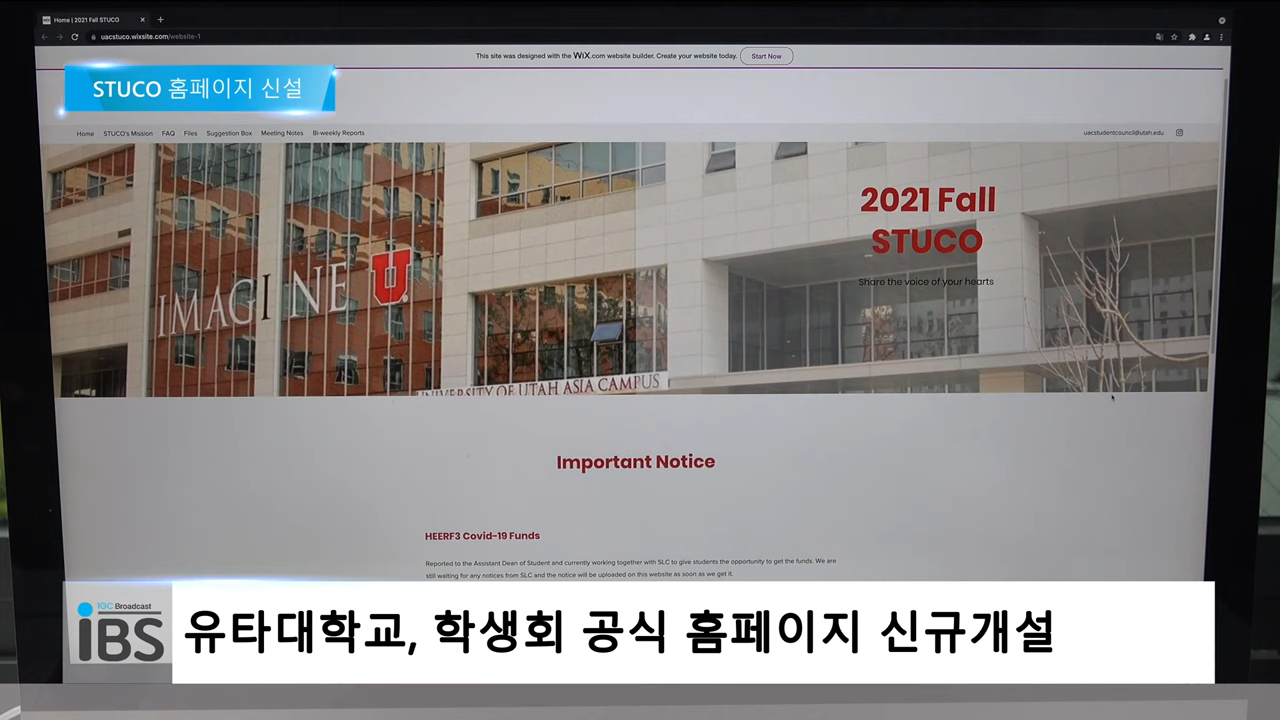 Home | 2021 Fall STUCO
uacstuco.wixsite.com/website-1
This site was designed with the WiX.com website builder. Create your website today.
Start Now
STUCO 홈페이지 신설
Home STUCO's Mission FAQ Files Suggestion Box Meeting Notes Bi-weekly Reports
uacstudentcouncil@utah.edu
2021 Fall
STUCO
Share the voice of your hearts
IMAGINE U
UNIVERSITY OF UTAH ASIA CAMPUS
Important Notice
HEERF3 Covid-19 Funds
Reported to the Assistant Dean of Student and currently working together with SLC to give students the opportunity to get the funds. We are
still waiting for any notices from SLC and the notice will be uploaded on this website as soon as we get it.
IGC Broadcast
iBS
유타대학교, 학생회 공식 홈페이지 신규개설